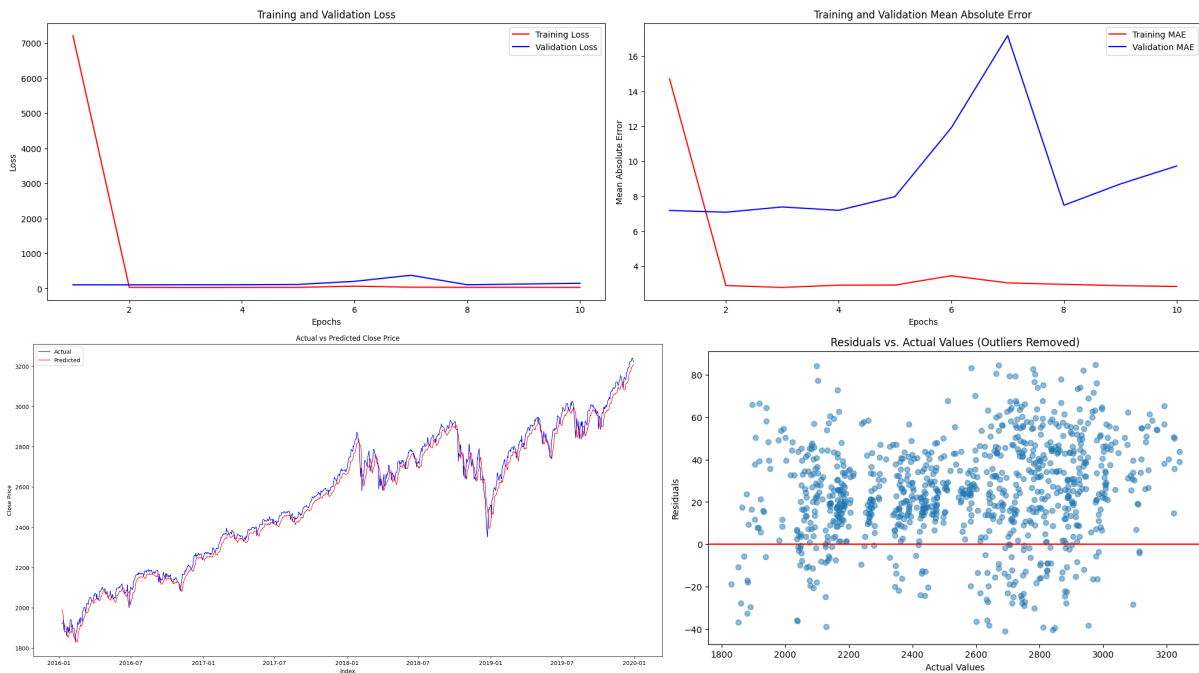 Training and Validation Loss
Training Loss
Validation Loss
7000
6000
5000
4000
3000
2000
1000
0
Loss
2 4 6 8 10
Epochs
Training and Validation Mean Absolute Error
Training MAE
Validation MAE
16
14
12
10
8
6
4
Mean Absolute Error
2 4 6 8 10
Epochs
Actual vs Predicted Close Price
Actual
Predicted
3200
3000
2800
2600
2400
2200
2000
1800
Close Price
2016-01 2016-07 2017-01 2017-07 2018-01 2018-07 2019-01 2019-07 2020-01
Index
Residuals vs. Actual Values (Outliers Removed)
80
60
40
20
0
−20
−40
Residuals
1800 2000 2200 2400 2600 2800 3000 3200
Actual Values